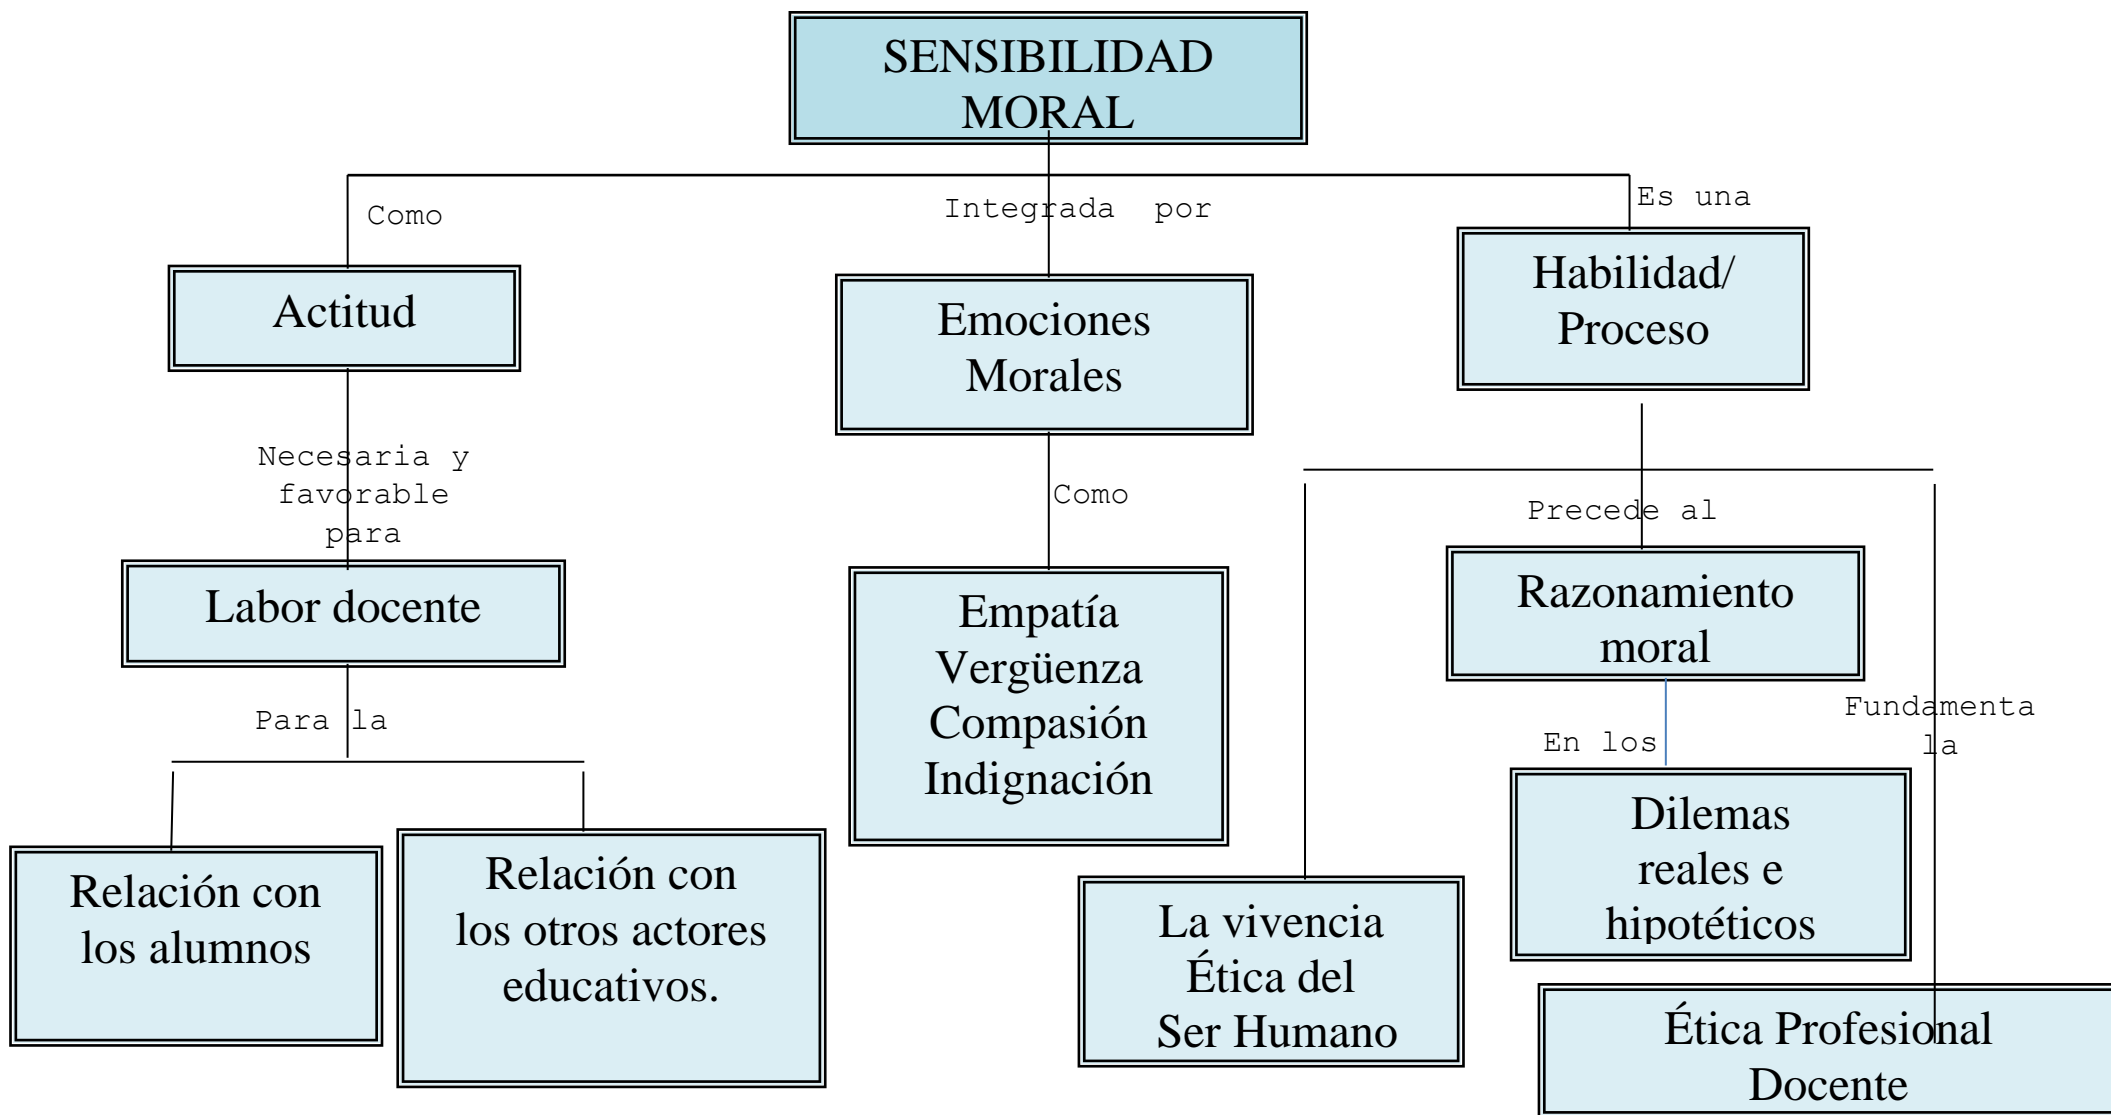 SENSIBILIDAD
MORAL
Como
Integrada por
Es una
Actitud
Emociones
Morales
Habilidad/
Proceso
Necesaria y
favorable
para
Como
Precede al
Labor docente
Empatía
Vergüenza
Compasión
Indignación
Razonamiento
moral
Para la
En los
Fundamenta
la
Relación con
los alumnos
Relación con
los otros actores
educativos.
La vivencia
Ética del
Ser Humano
Dilemas
reales e
hipotéticos
Ética Profesional
Docente